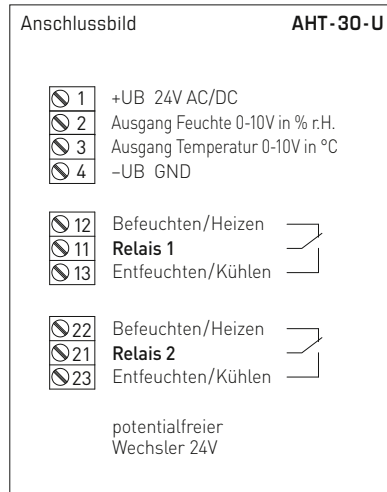 Anschlussbild AHT-30-U
1 +UB 24V AC/DC
2 Ausgang Feuchte 0-10V in % r.H.
3 Ausgang Temperatur 0-10V in °C
4 –UB GND
12 Befeuchten/Heizen
11 Relais 1
13 Entfeuchten/Kühlen
22 Befeuchten/Heizen
21 Relais 2
23 Entfeuchten/Kühlen
potentialfreier
Wechsler 24V